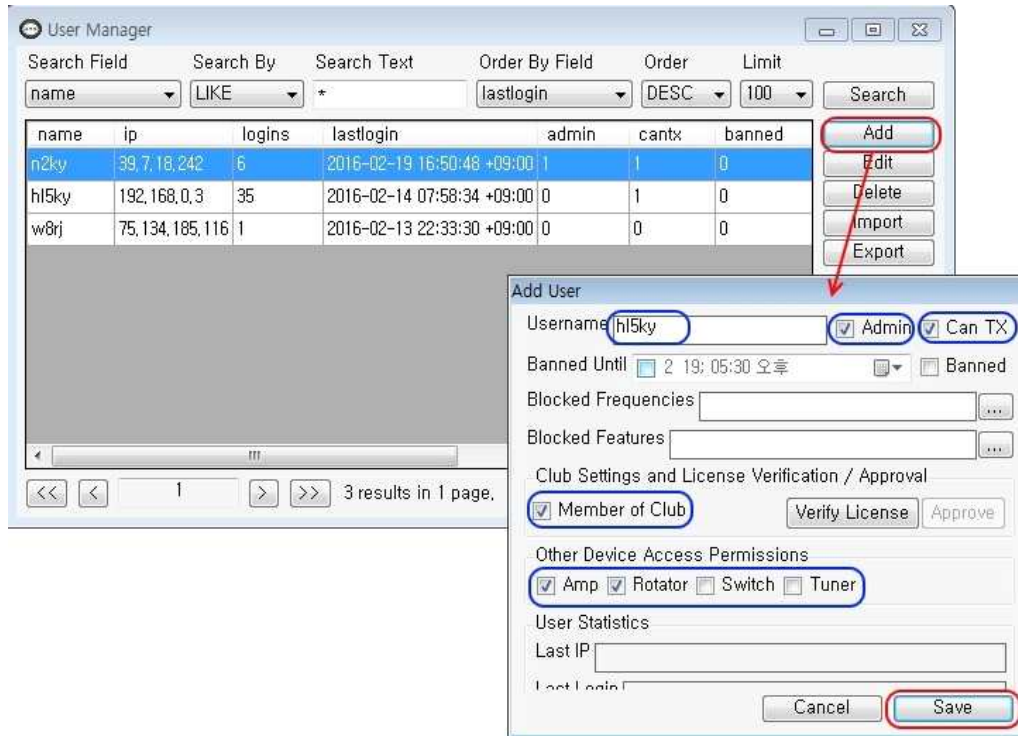 User Manager
Search Field Search By Search Text Order By Field Order Limit
name LIKE * lastlogin DESC 100 Search
name ip logins lastlogin admin cantx banned Add
n2ky 39,7,18,242 6 2016-02-19 16:50:48 +09:00 1 1 0 Edit
hl5ky 192,168,0,3 35 2016-02-14 07:58:34 +09:00 0 1 0 Delete
w8rj 75,134,185,116 1 2016-02-13 22:33:30 +09:00 0 0 0 Import
Export
<< < 1 > >> 3 results in 1 page,
Add User
Username hl5ky Admin Can TX
Banned Until 2 19; 05:30 오후 Banned
Blocked Frequencies ...
Blocked Features ...
Club Settings and License Verification / Approval
Member of Club Verify License Approve
Other Device Access Permissions
Amp Rotator Switch Tuner
User Statistics
Last IP
Last Login
Cancel Save